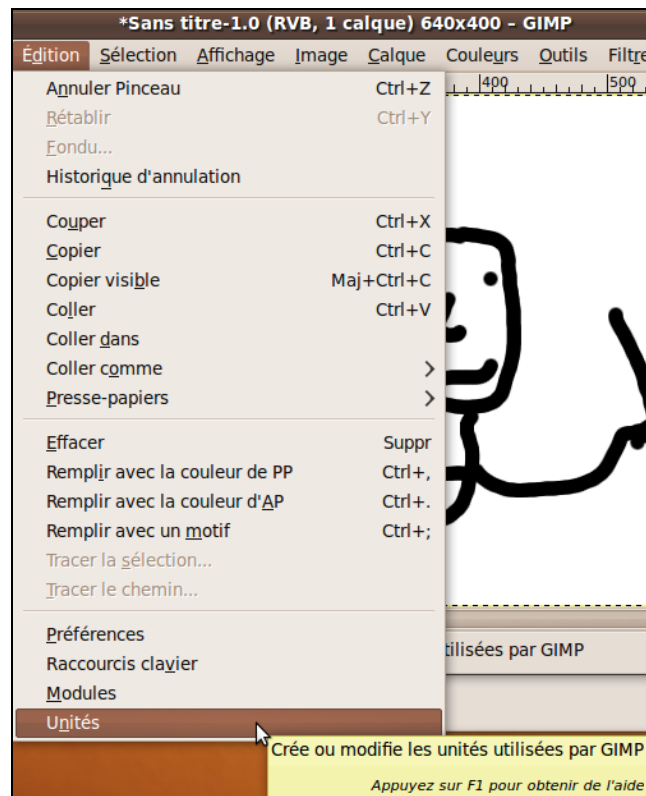 *Sans titre-1.0 (RVB, 1 calque) 640x400 – GIMP
Édition Sélection Affichage Image Calque Couleurs Outils Filtre
400 500
Annuler Pinceau Ctrl+Z
Rétablir Ctrl+Y
Fondu...
Historique d'annulation
Couper Ctrl+X
Copier Ctrl+C
Copier visible Maj+Ctrl+C
Coller Ctrl+V
Coller dans
Coller comme
Presse-papiers
Effacer Suppr
Remplir avec la couleur de PP Ctrl+,
Remplir avec la couleur d'AP Ctrl+.
Remplir avec un motif Ctrl+;
Tracer la sélection...
Tracer le chemin...
Préférences
Raccourcis clavier
tilisées par GIMP
Modules
Unités
Crée ou modifie les unités utilisées par GIMP
Appuyez sur F1 pour obtenir de l'aide